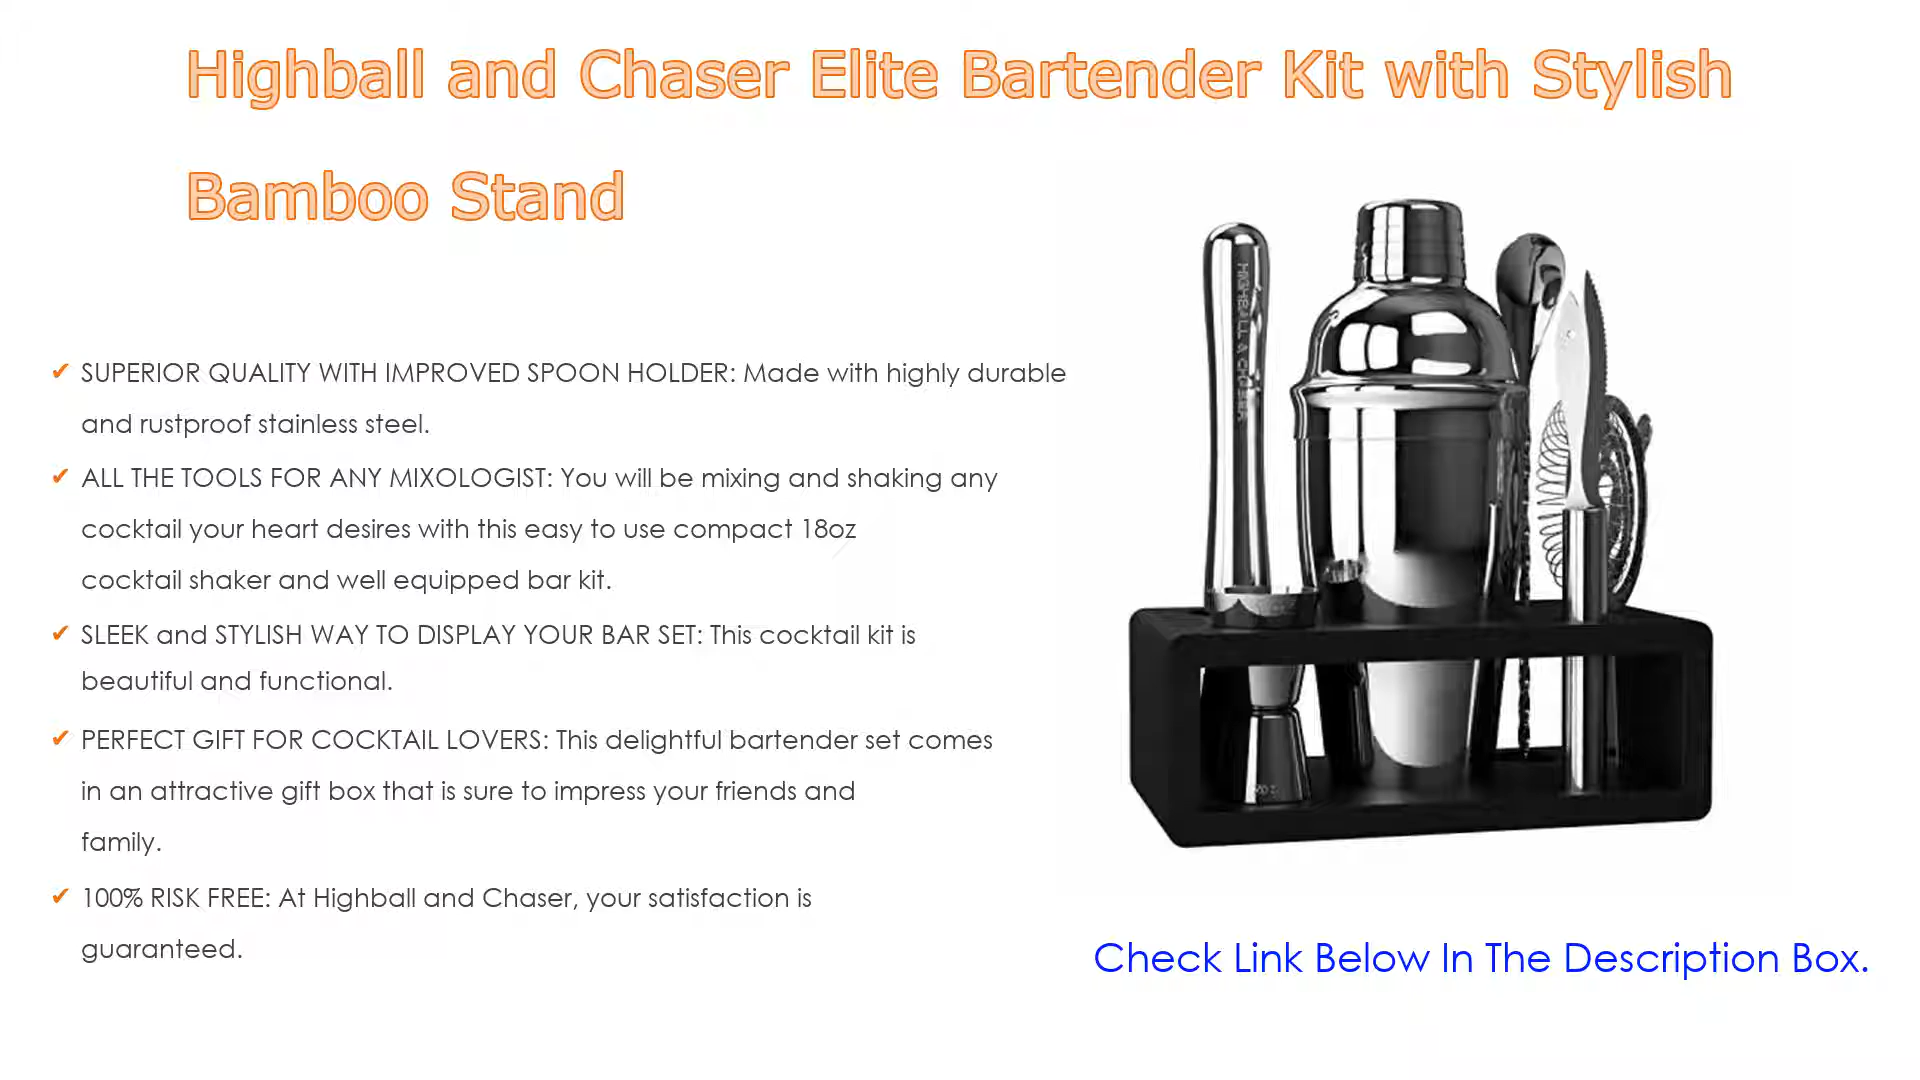 Highball and Chaser Elite Bartender Kit with Stylish
Bamboo Stand
✔ SUPERIOR QUALITY WITH IMPROVED SPOON HOLDER: Made with highly durable
and rustproof stainless steel.
✔ ALL THE TOOLS FOR ANY MIXOLOGIST: You will be mixing and shaking any
cocktail your heart desires with this easy to use compact 18oz
cocktail shaker and well equipped bar kit.
✔ SLEEK and STYLISH WAY TO DISPLAY YOUR BAR SET: This cocktail kit is
beautiful and functional.
✔ PERFECT GIFT FOR COCKTAIL LOVERS: This delightful bartender set comes
in an attractive gift box that is sure to impress your friends and
family.
✔ 100% RISK FREE: At Highball and Chaser, your satisfaction is
guaranteed.
HIGHBALL & CHASER
Check Link Below In The Description Box.